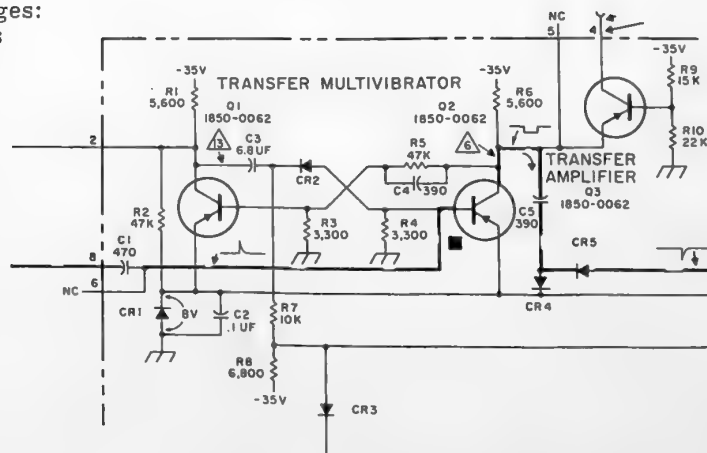 ges:
s
NC
5
4
-35V
R9
15K
R10
22K
-35V
TRANSFER MULTIVIBRATOR
-35V
R1
5,600
Q1
1850-0062
Q2
1850-0062
R6
5,600
2
13
C3
6.8UF
R5
47K
6
C4
390
CR2
TRANSFER
AMPLIFIER
Q3
1850-0062
R2
47K
R3
3,300
R4
3,300
C5
390
8
C1
470
NC
6
CR5
CR1
8V
C2
.1UF
R7
10K
CR4
R8
6,800
-35V
CR3